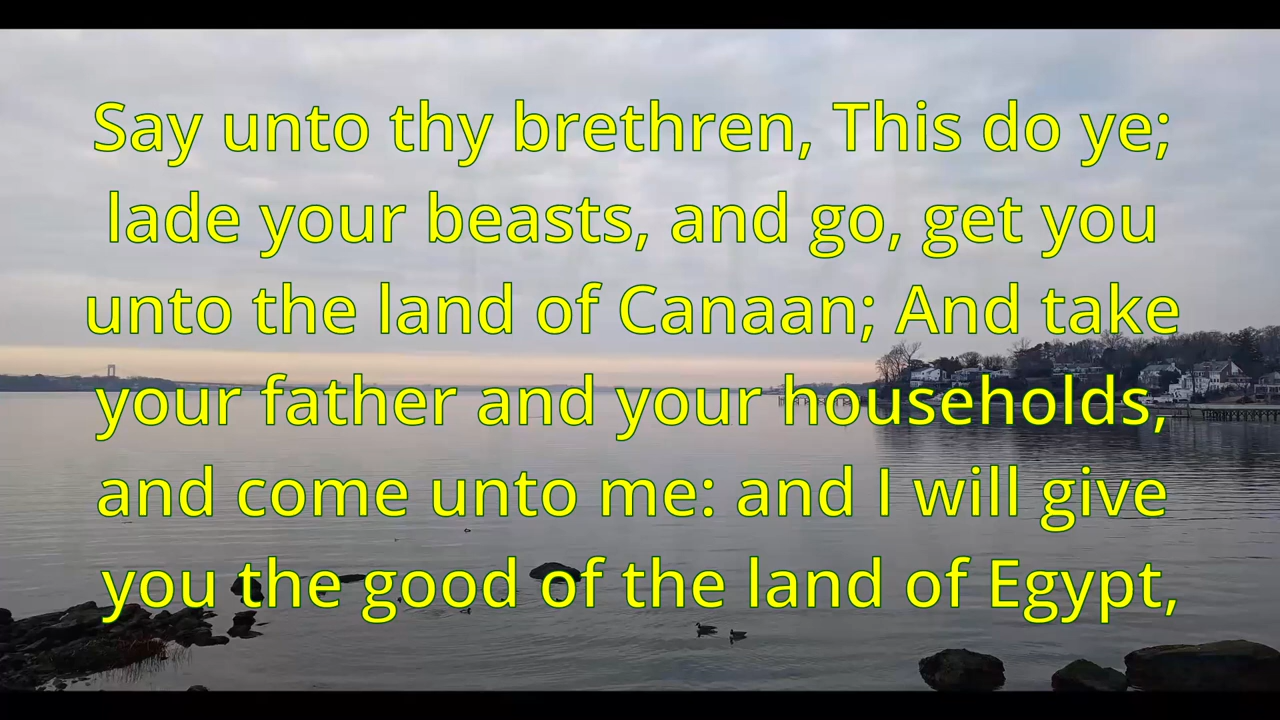 Say unto thy brethren, This do ye;
lade your beasts, and go, get you
unto the land of Canaan; And take
your father and your households,
and come unto me: and I will give
you the good of the land of Egypt,